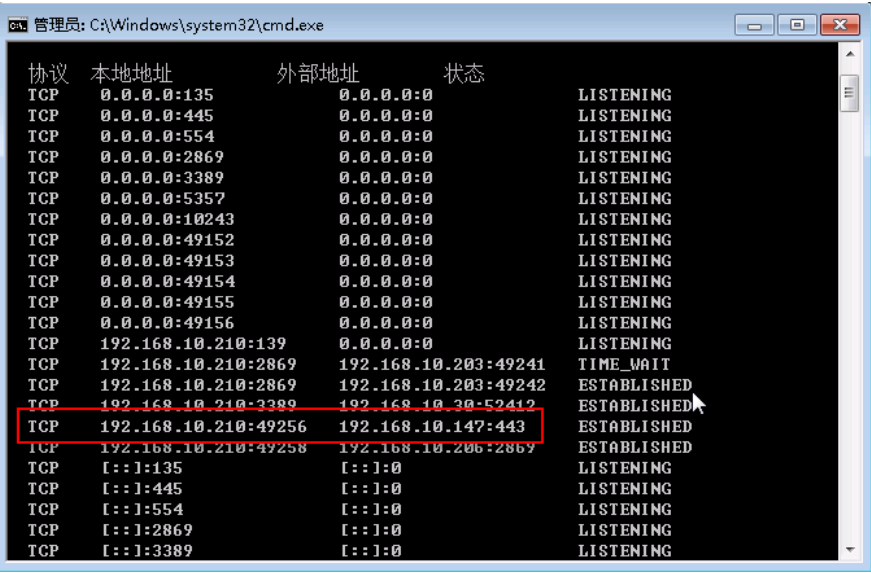 管理员: C:\Windows\system32\cmd.exe
协议 本地地址 外部地址 状态
TCP 0.0.0.0:135 0.0.0.0:0 LISTENING
TCP 0.0.0.0:445 0.0.0.0:0 LISTENING
TCP 0.0.0.0:554 0.0.0.0:0 LISTENING
TCP 0.0.0.0:2869 0.0.0.0:0 LISTENING
TCP 0.0.0.0:3389 0.0.0.0:0 LISTENING
TCP 0.0.0.0:5357 0.0.0.0:0 LISTENING
TCP 0.0.0.0:10243 0.0.0.0:0 LISTENING
TCP 0.0.0.0:49152 0.0.0.0:0 LISTENING
TCP 0.0.0.0:49153 0.0.0.0:0 LISTENING
TCP 0.0.0.0:49154 0.0.0.0:0 LISTENING
TCP 0.0.0.0:49155 0.0.0.0:0 LISTENING
TCP 0.0.0.0:49156 0.0.0.0:0 LISTENING
TCP 192.168.10.210:139 0.0.0.0:0 LISTENING
TCP 192.168.10.210:2869 192.168.10.203:49241 TIME_WAIT
TCP 192.168.10.210:2869 192.168.10.203:49242 ESTABLISHED
TCP 192.168.10.210:3389 192.168.10.30:52412 ESTABLISHED
TCP 192.168.10.210:49256 192.168.10.147:443 ESTABLISHED
TCP 192.168.10.210:49258 192.168.10.206:2869 ESTABLISHED
TCP [::]:135 [::]:0 LISTENING
TCP [::]:445 [::]:0 LISTENING
TCP [::]:554 [::]:0 LISTENING
TCP [::]:2869 [::]:0 LISTENING
TCP [::]:3389 [::]:0 LISTENING